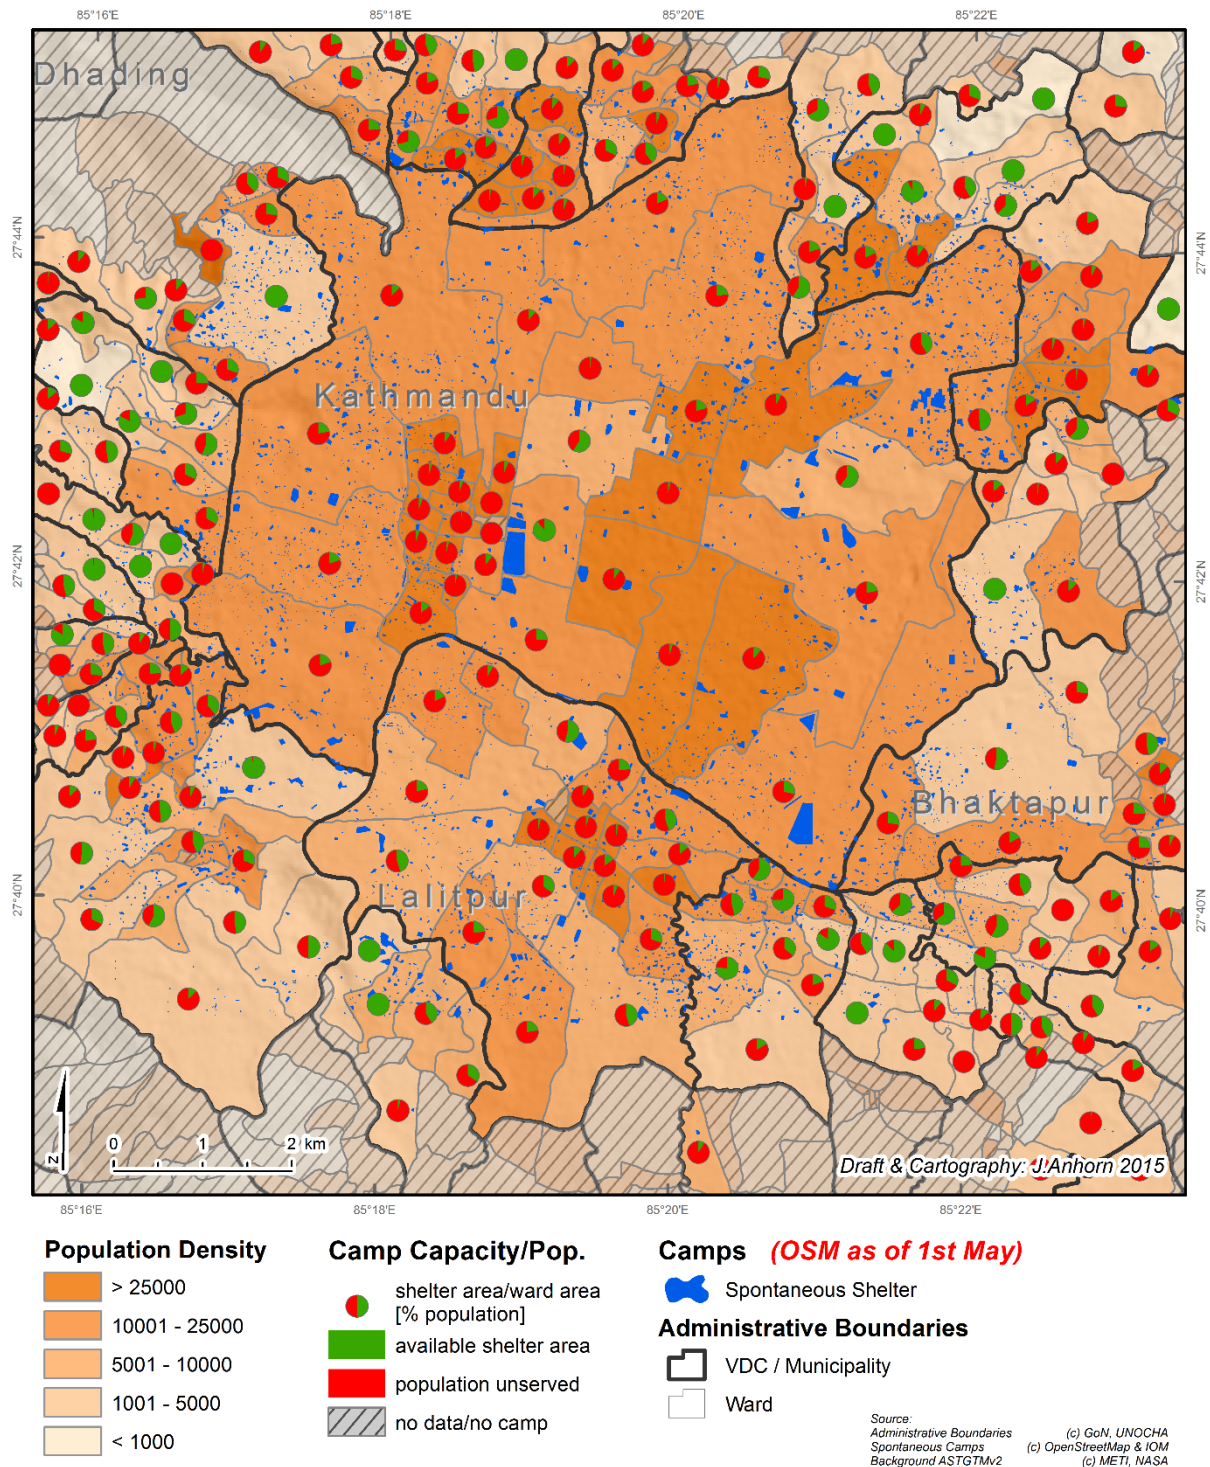 85°16'E 85°18'E 85°20'E 85°22'E
Dhading
27°44'N 27°44'N
Kathmandu
27°42'N 27°42'N
Bhaktapur
Lalitpur
27°40'N 27°40'N
N
0 1 2 km
Draft & Cartography: J.Anhorn 2015
85°16'E 85°18'E 85°20'E 85°22'E
Population Density
> 25000
10001 - 25000
5001 - 10000
1001 - 5000
< 1000
Camp Capacity/Pop.
shelter area/ward area
[% population]
available shelter area
population unserved
no data/no camp
Camps (OSM as of 1st May)
Spontaneous Shelter
Administrative Boundaries
VDC / Municipality
Ward
Source:
Administrative Boundaries (c) GoN, UNOCHA
Spontaneous Camps (c) OpenStreetMap & IOM
Background ASTGTMv2 (c) METI, NASA